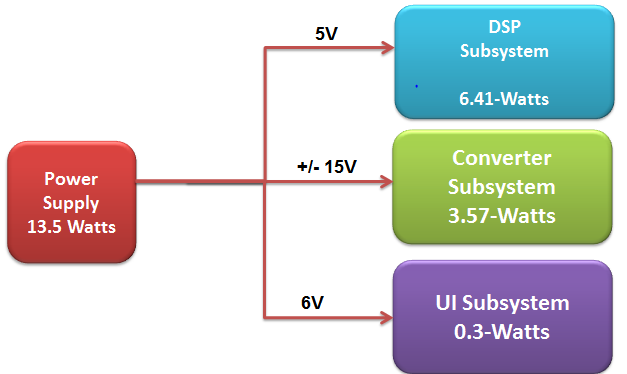 5V
DSP
Subsystem
6.41-Watts
Power
Supply
13.5 Watts
+/- 15V
Converter
Subsystem
3.57-Watts
6V
UI Subsystem
0.3-Watts